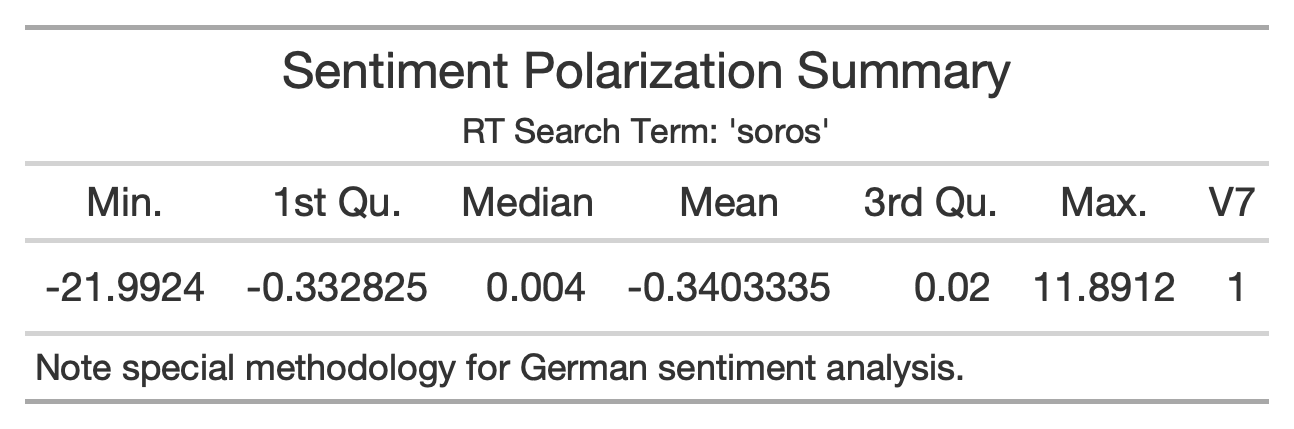 Sentiment Polarization Summary
RT Search Term: 'soros'
Min. 1st Qu. Median Mean 3rd Qu. Max. V7
-21.9924 -0.332825 0.004 -0.3403335 0.02 11.8912 1
Note special methodology for German sentiment analysis.